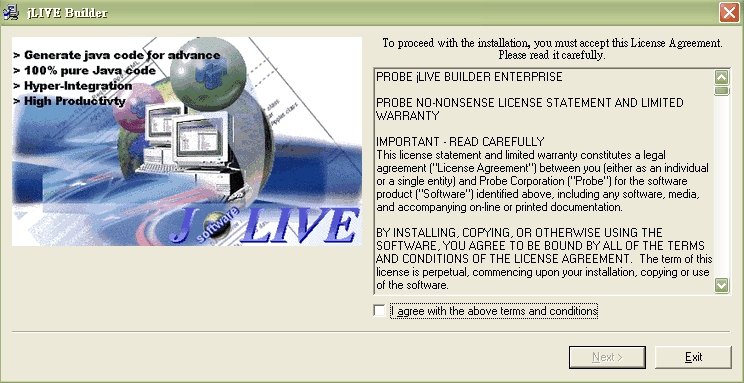 jLIVE Builder
> Generate java code for advance
> 100% pure Java code
> Hyper-Integration
> High Productivty
J LIVE
software
To proceed with the installation, you must accept this License Agreement.
Please read it carefully.
PROBE jLIVE BUILDER ENTERPRISE
PROBE NO-NONSENSE LICENSE STATEMENT AND LIMITED
WARRANTY
IMPORTANT - READ CAREFULLY
This license statement and limited warranty constitutes a legal
agreement ("License Agreement") between you (either as an individual
or a single entity) and Probe Corporation ("Probe") for the software
product ("Software") identified above, including any software, media,
and accompanying on-line or printed documentation.
BY INSTALLING, COPYING, OR OTHERWISE USING THE
SOFTWARE, YOU AGREE TO BE BOUND BY ALL OF THE TERMS
AND CONDITIONS OF THE LICENSE AGREEMENT.  The term of this
license is perpetual, commencing upon your installation, copying or use
of the software.
I agree with the above terms and conditions
Next >
Exit